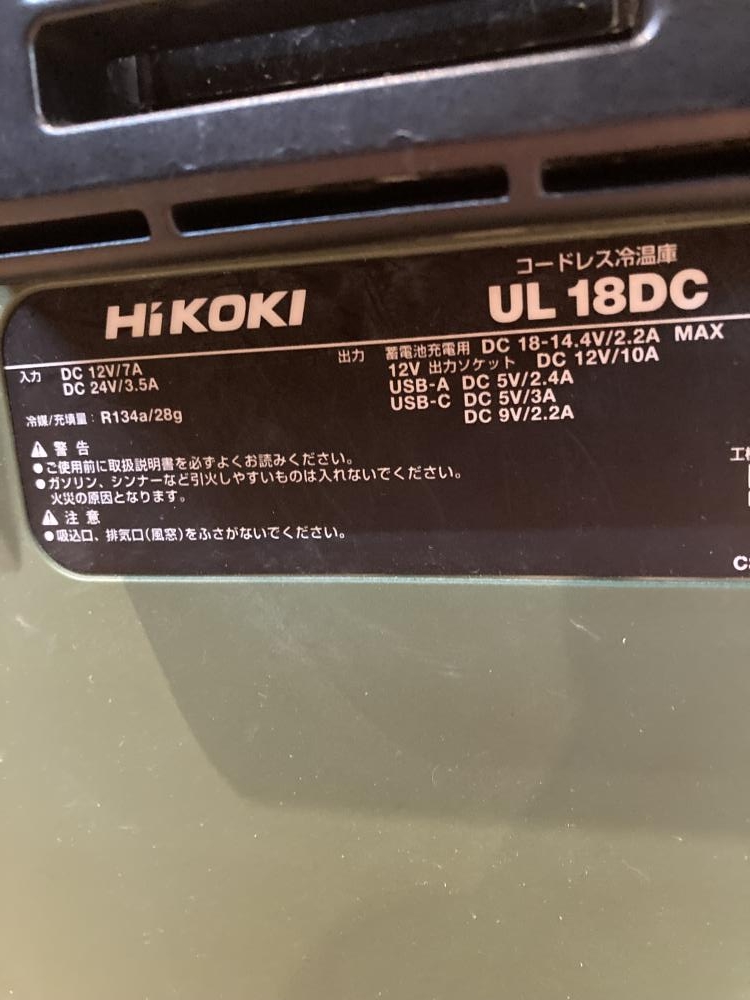 コードレス冷温庫
HiKOKI UL 18DC
入力 DC 12V/7A
DC 24V/3.5A
冷媒/充填量：R134a/28g
出力 蓄電池充電用 DC 18-14.4V/2.2A MAX
12V 出力ソケット DC 12V/10A
USB-A DC 5V/2.4A
USB-C DC 5V/3A
DC 9V/2.2A
警告
●ご使用前に取扱説明書を必ずよくお読みください。
●ガソリン、シンナーなど引火しやすいものは入れないでください。
火災の原因となります。
注意
●吸込口、排気口(風窓)をふさがないでください。